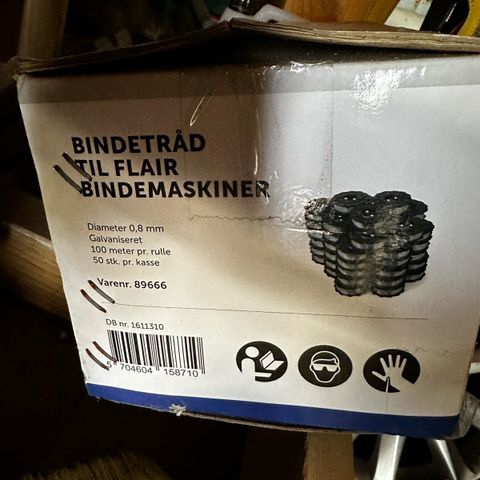 BINDETRÅD
TIL FLAIR
BINDEMASKINER
Diameter 0,8 mm
Galvaniseret
100 meter pr. rulle
50 stk. pr. kasse
Varenr. 89666
DB nr. 1611310
5 704604 158710